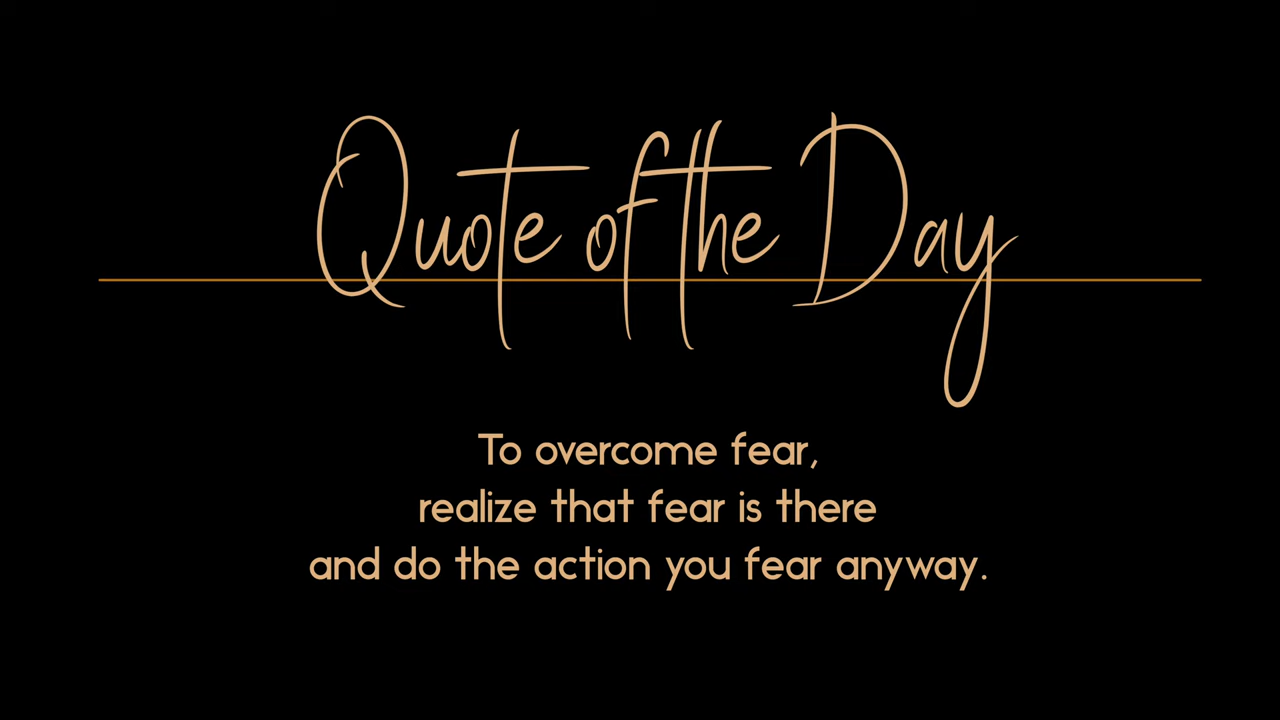 Quote of the Day
To overcome fear,
realize that fear is there
and do the action you fear anyway.